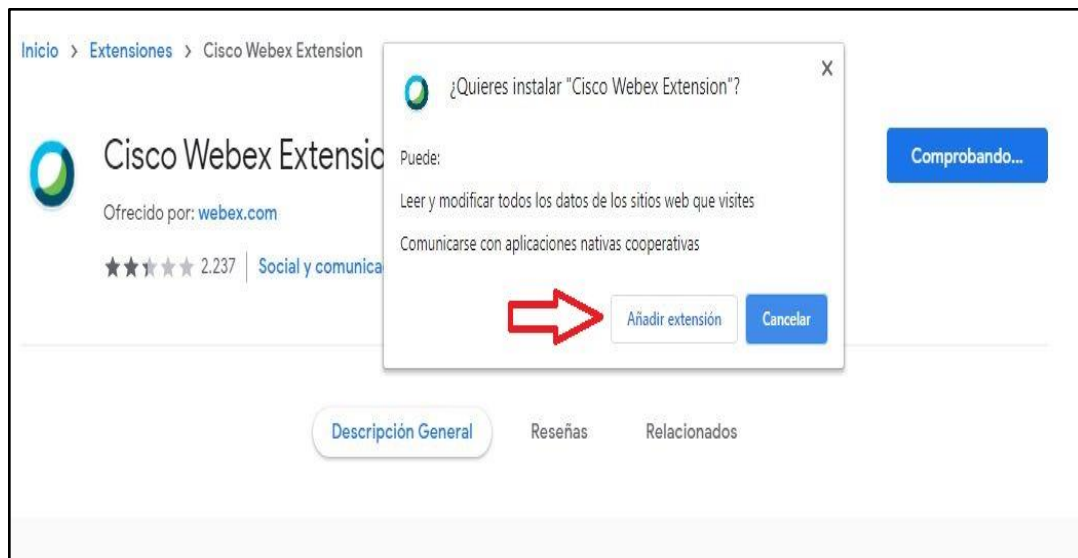 Inicio > Extensiones > Cisco Webex Extension
Cisco Webex Extensio
Ofrecido por: webex.com
2.237 Social y comunica
¿Quieres instalar "Cisco Webex Extension"?
X
Puede:
Leer y modificar todos los datos de los sitios web que visites
Comunicarse con aplicaciones nativas cooperativas
Añadir extensión
Cancelar
Comprobando...
Descripción General Reseñas Relacionados